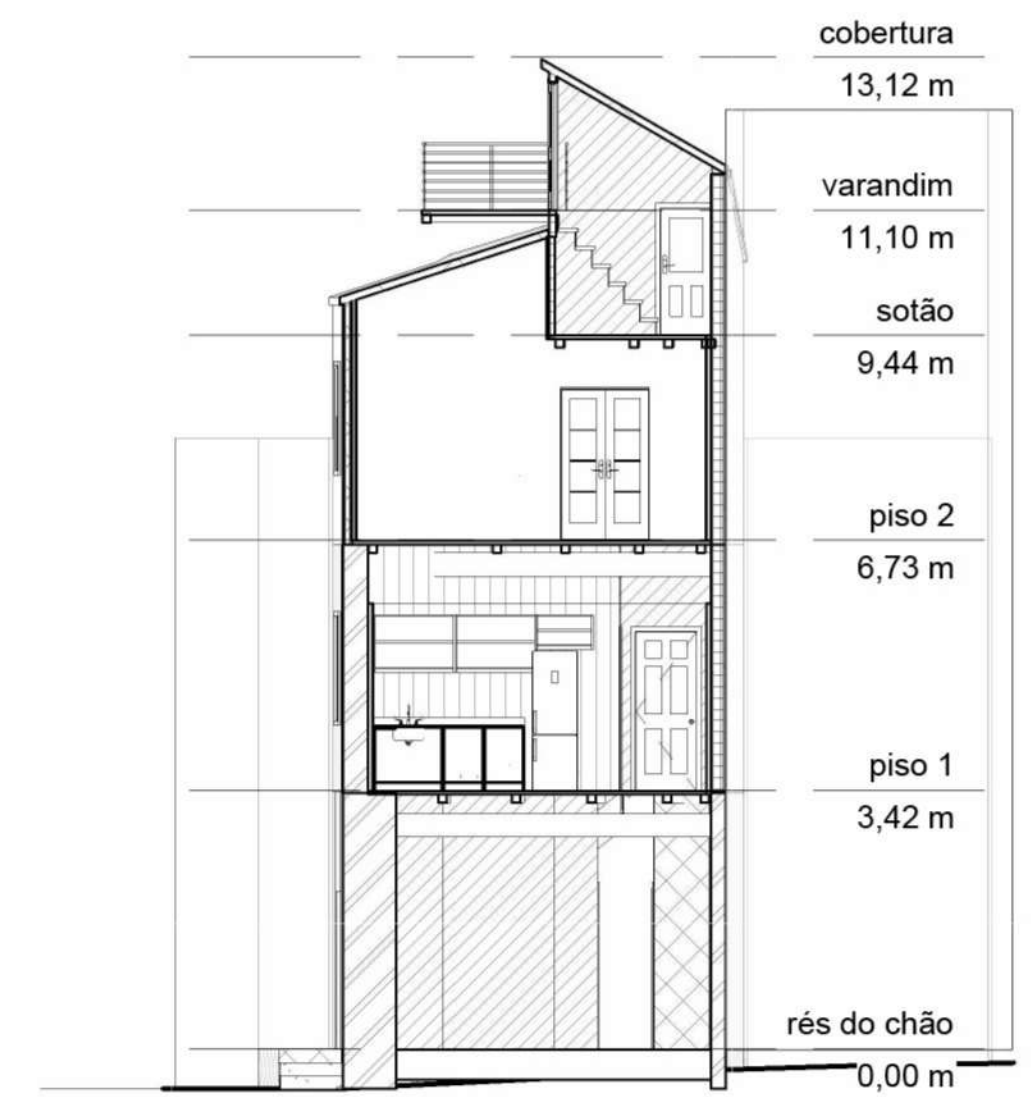 cobertura
13,12 m
varandim
11,10 m
sotão
9,44 m
piso 2
6,73 m
piso 1
3,42 m
rés do chão
0,00 m